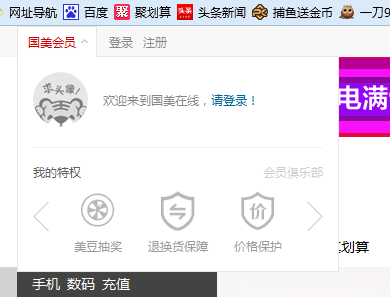 网址导航 百度 聚划算 头条新闻 捕鱼送金币 一刀9
国美会员 登录 注册
求头像!
欢迎来到国美在线，请登录！
电满
我的特权 会员俱乐部
美豆抽奖 退换货保障 价格保护
划算
手机 数码 充值